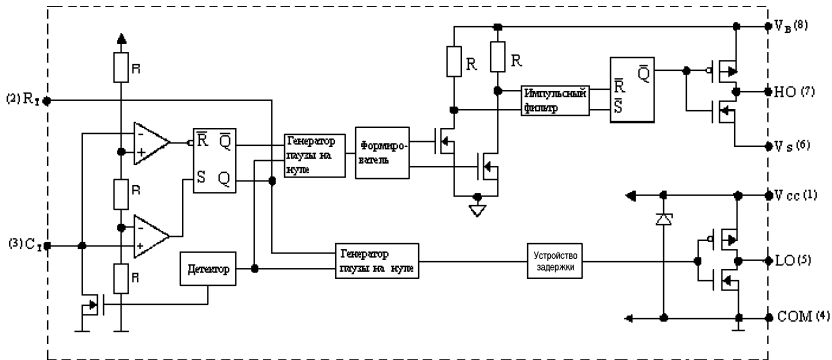 V_B (8)
R
R
R
R̅
Q̅
HO (7)
(2) R_T
Импульсный
фильтр
S̅
-
+
R̅
Q̅
Генератор
паузы на
нуле
Формиро-
ватель
S
Q
V_S (6)
R
Vcc (1)
(3) C_T
-
+
Генератор
паузы на нуле
Устройство
задержки
LO (5)
R
Детектор
COM (4)